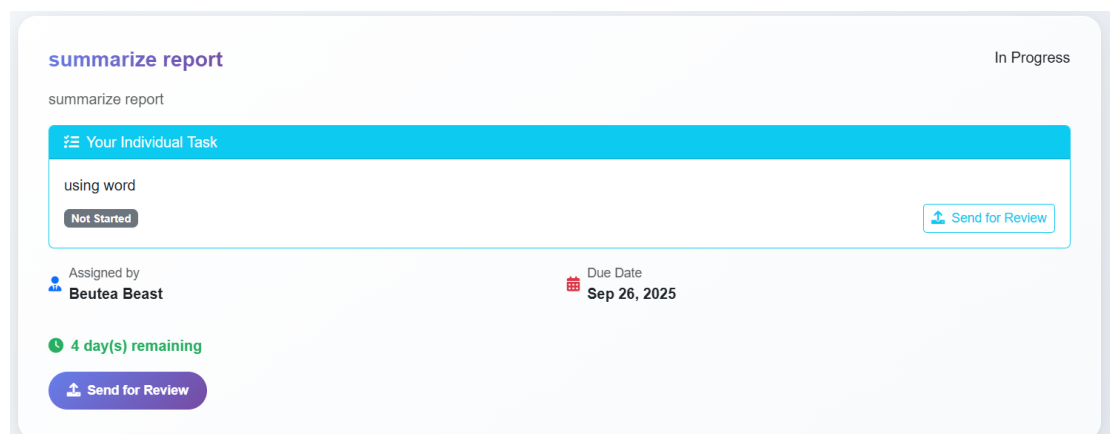 summarize report
In Progress
summarize report
Your Individual Task
using word
Not Started
Send for Review
Assigned by
Beutea Beast
Due Date
Sep 26, 2025
4 day(s) remaining
Send for Review